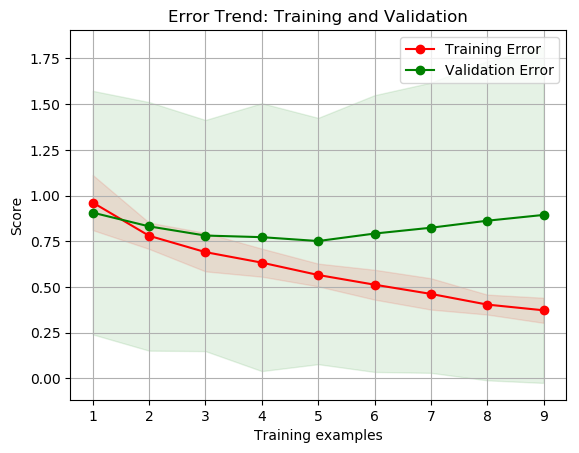 Error Trend: Training and Validation
Training Error
Validation Error
1.75
1.50
1.25
1.00
0.75
0.50
0.25
0.00
Score
1 2 3 4 5 6 7 8 9
Training examples